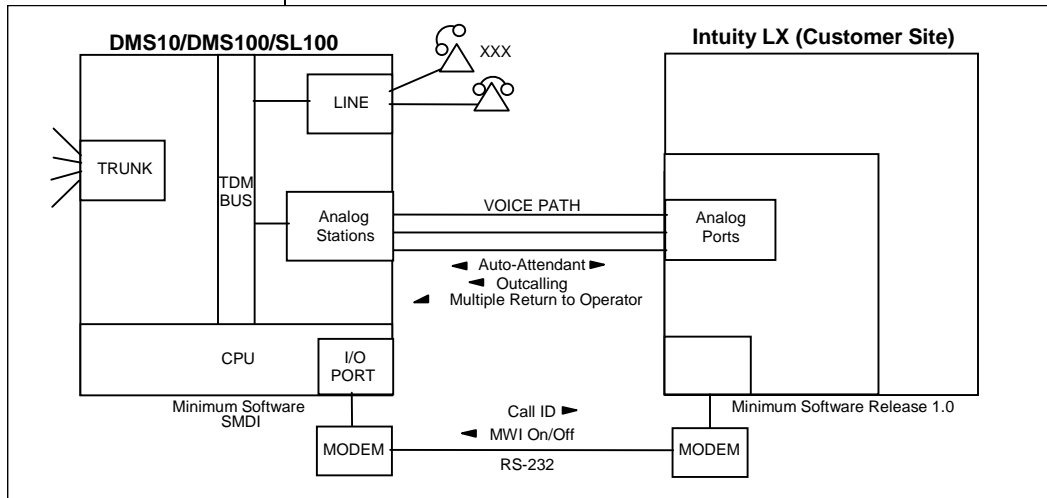 DMS10/DMS100/SL100
Intuity LX (Customer Site)
XXX
LINE
TRUNK
TDM
BUS
Analog
Stations
VOICE PATH
Analog
Ports
Auto-Attendant
Outcalling
Multiple Return to Operator
CPU
I/O
PORT
Minimum Software
SMDI
Minimum Software Release 1.0
Call ID
MWI On/Off
MODEM
RS-232
MODEM